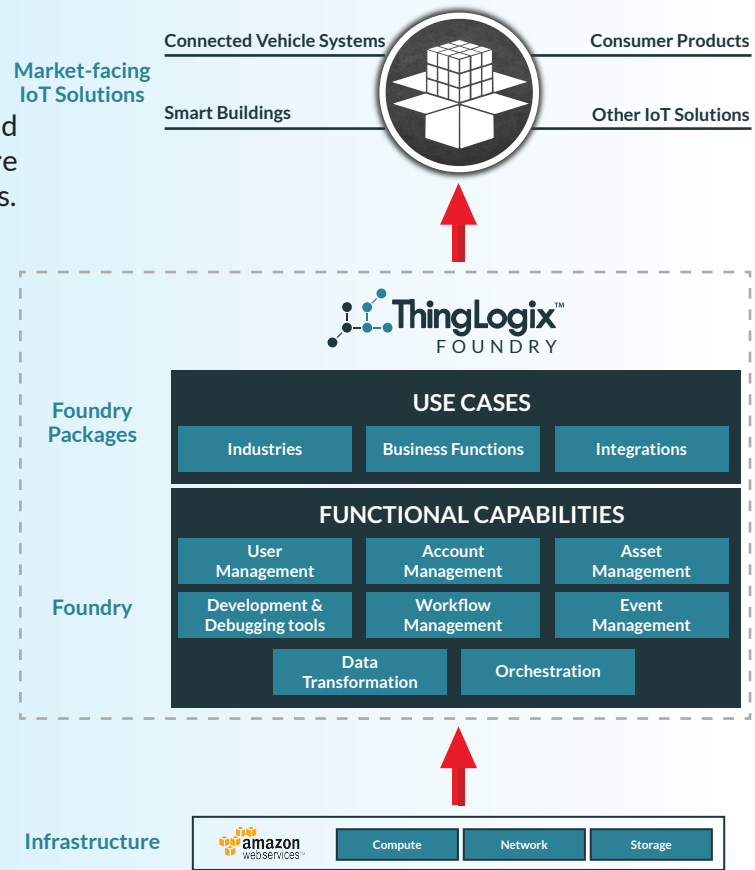 Connected Vehicle Systems
Consumer Products
Market-facing
IoT Solutions
Smart Buildings
Other IoT Solutions
d
re
s.
ThingLogix™
FOUNDRY
Foundry
Packages
USE CASES
Industries
Business Functions
Integrations
FUNCTIONAL CAPABILITIES
User
Management
Account
Management
Asset
Management
Foundry
Development &
Debugging tools
Workflow
Management
Event
Management
Data
Transformation
Orchestration
Infrastructure
amazon
webservices™
Compute
Network
Storage